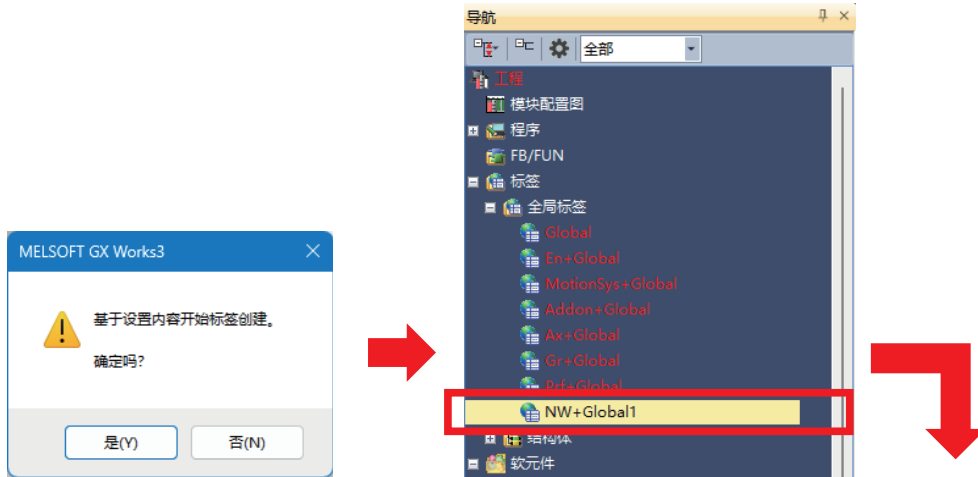 MELSOFT GX Works3
基于设置内容开始标签创建。
确定吗?
是(Y)
否(N)
导航
全部
工程
模块配置图
程序
FB/FUN
标签
全局标签
Global
En+Global
MotionSys+Global
Addon+Global
Ax+Global
Gr+Global
Prf+Global
NW+Global1
结构体
软元件